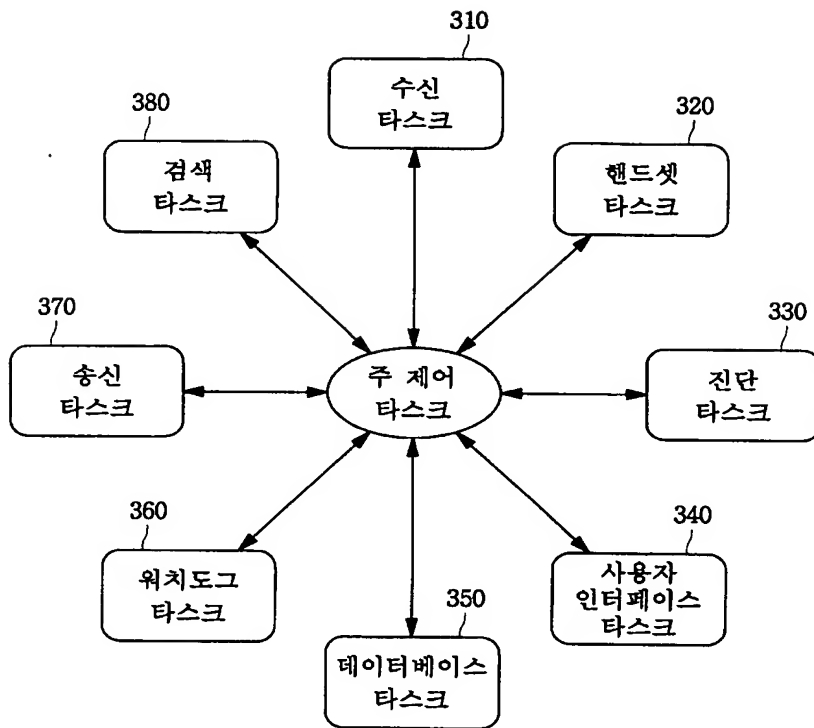 310
수신
타스크
380
검색
타스크
320
핸드셋
타스크
370
송신
타스크
주 제어
타스크
330
진단
타스크
360
워치도그
타스크
340
사용자
인터페이스
타스크
350
데이터베이스
타스크